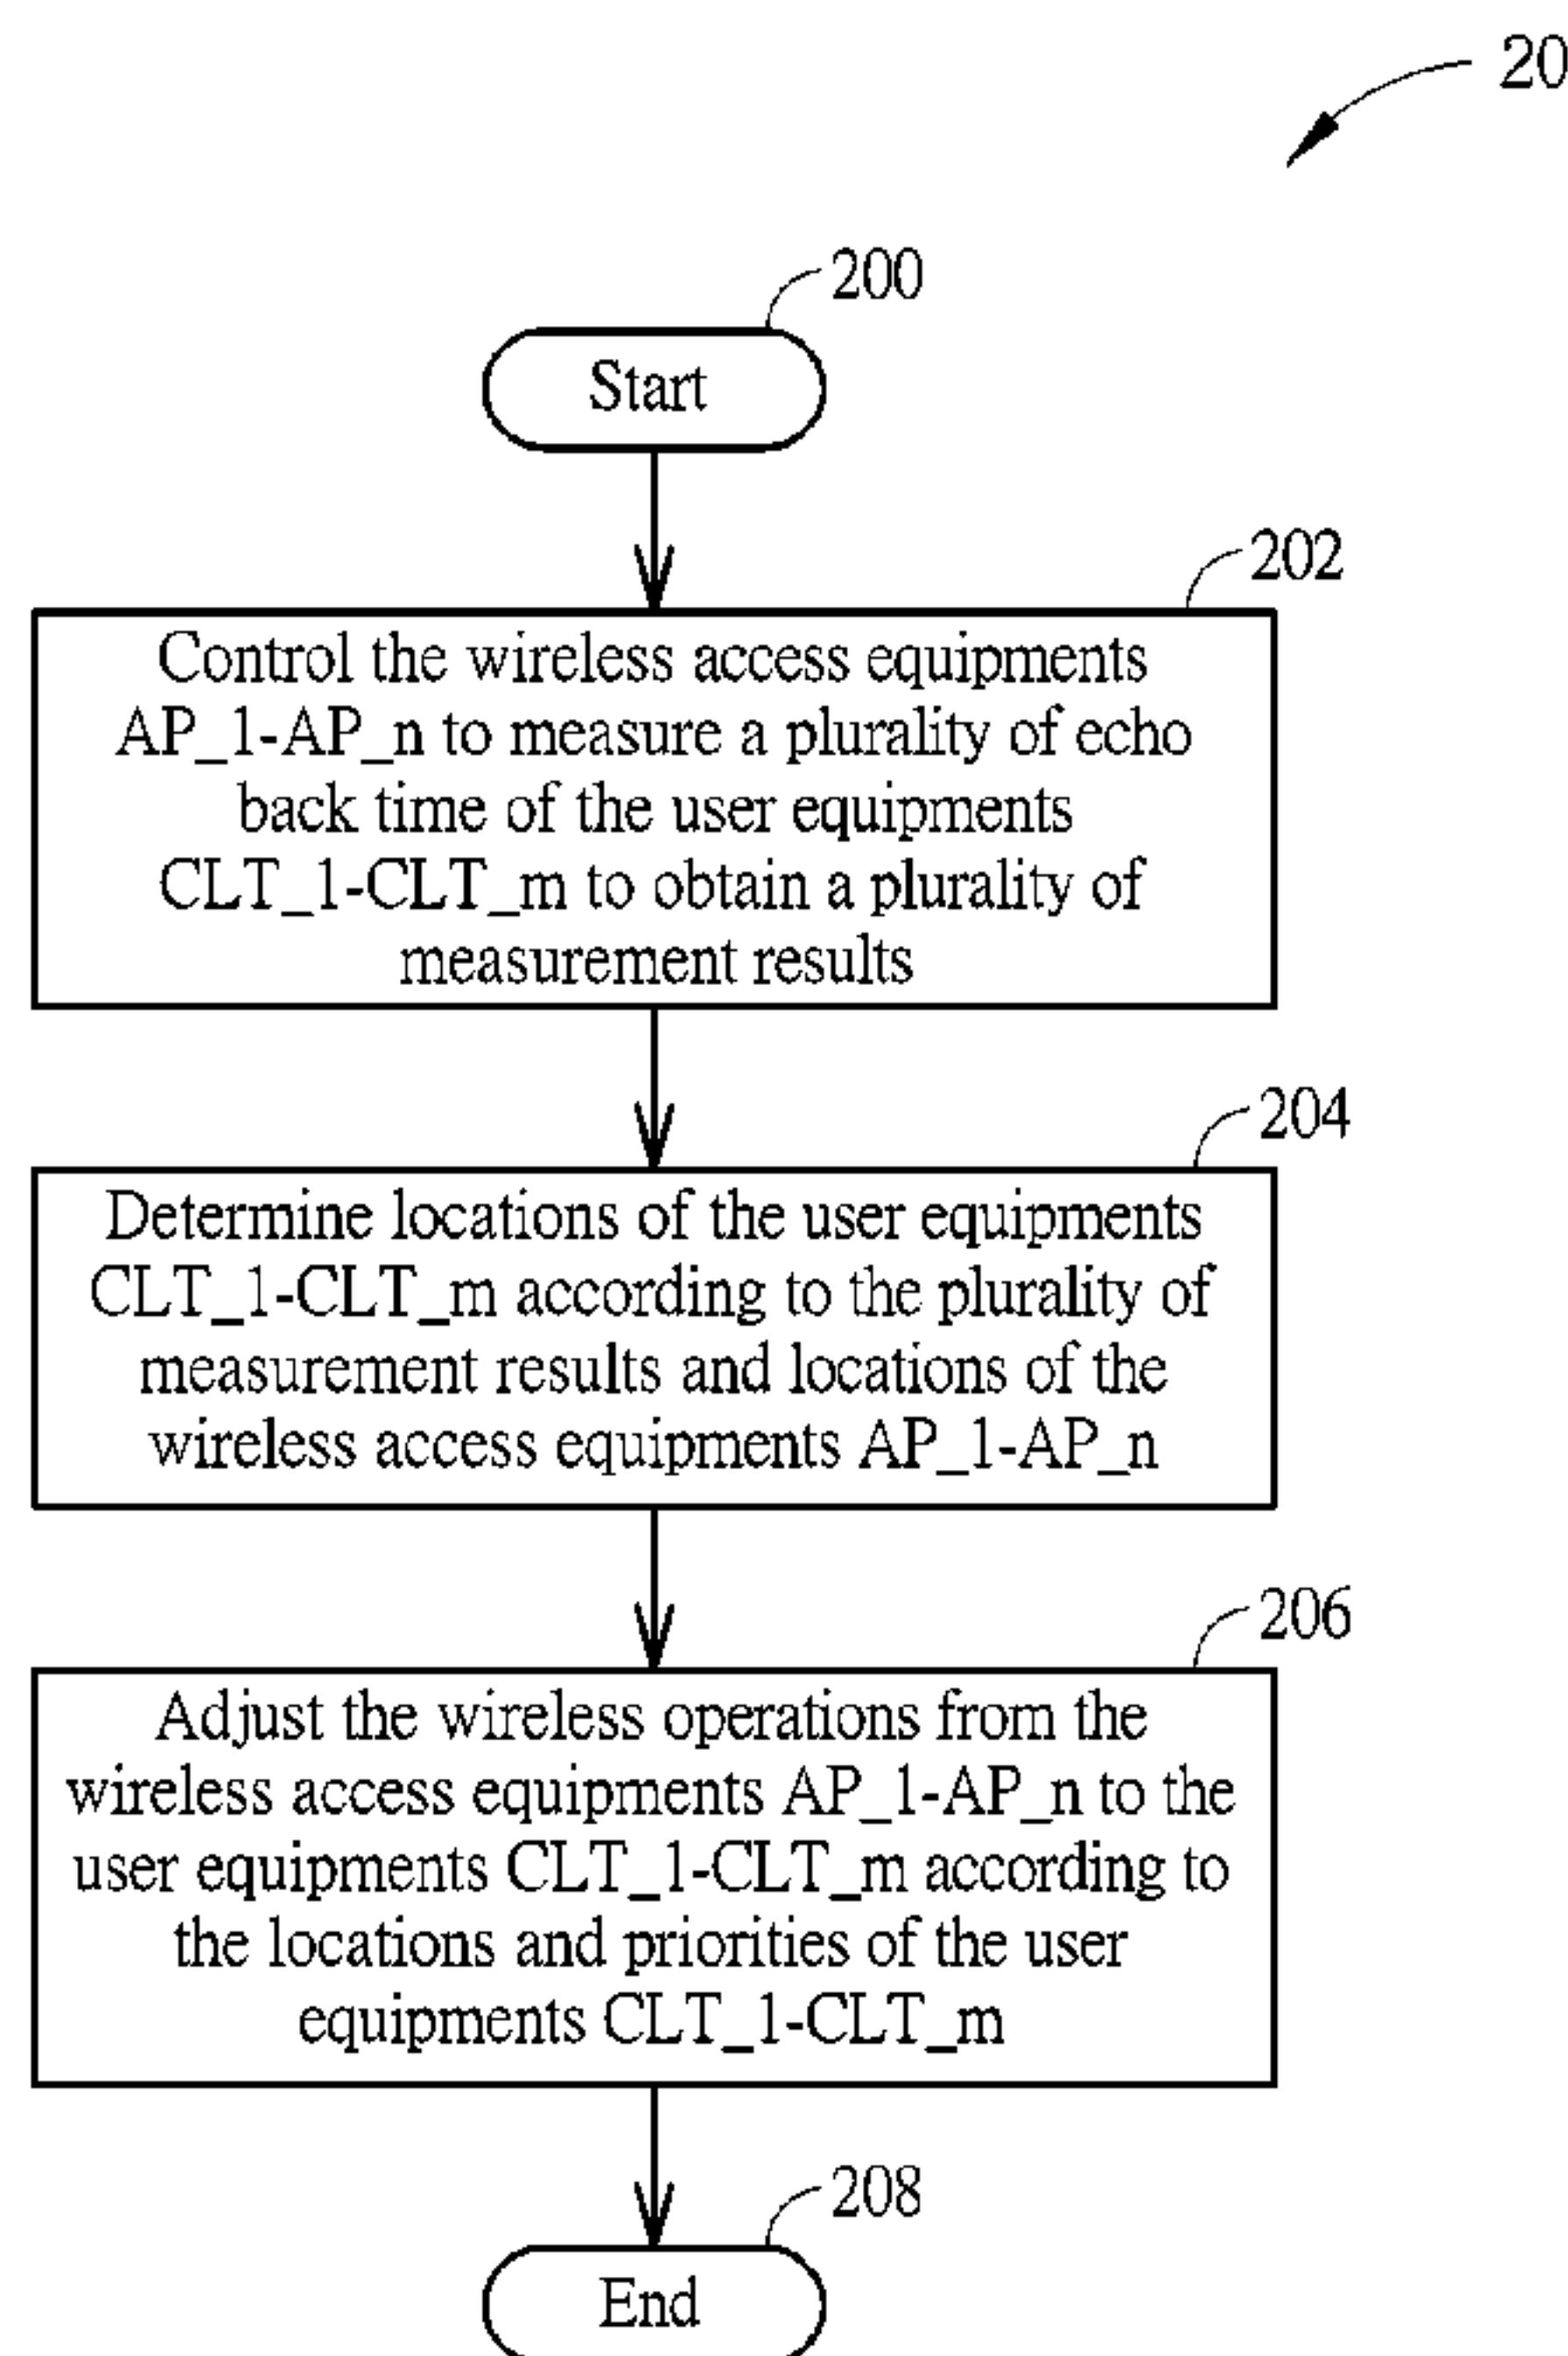 20
200
Start
202
Control the wireless access equipments
AP_1-AP_n to measure a plurality of echo
back time of the user equipments
CLT_1-CLT_m to obtain a plurality of
measurement results
204
Determine locations of the user equipments
CLT_1-CLT_m according to the plurality of
measurement results and locations of the
wireless access equipments AP_1-AP_n
206
Adjust the wireless operations from the
wireless access equipments AP_1-AP_n to the
user equipments CLT_1-CLT_m according to
the locations and priorities of the user
equipments CLT_1-CLT_m
208
End